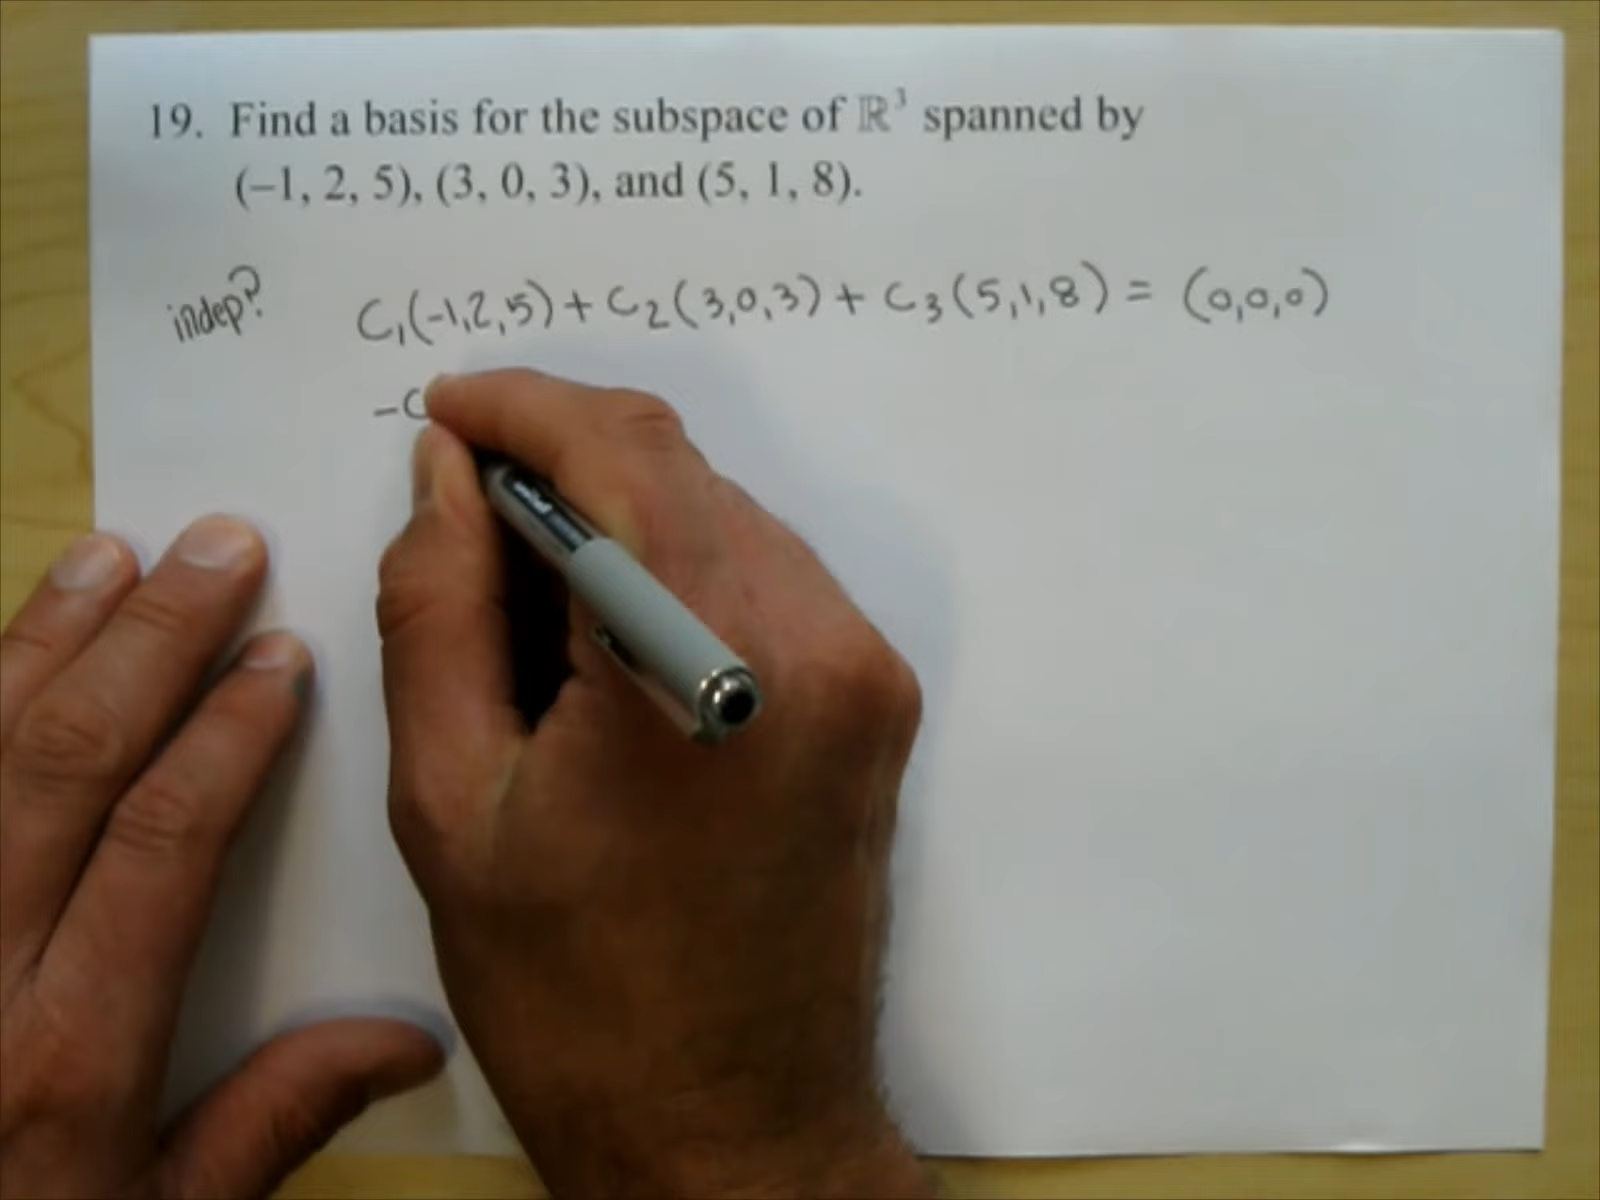 19. Find a basis for the subspace of ℝ³ spanned by
(–1, 2, 5), (3, 0, 3), and (5, 1, 8).
indep? C₁(-1,2,5) + C₂(3,0,3) + C₃(5,1,8) = (0,0,0)
-C